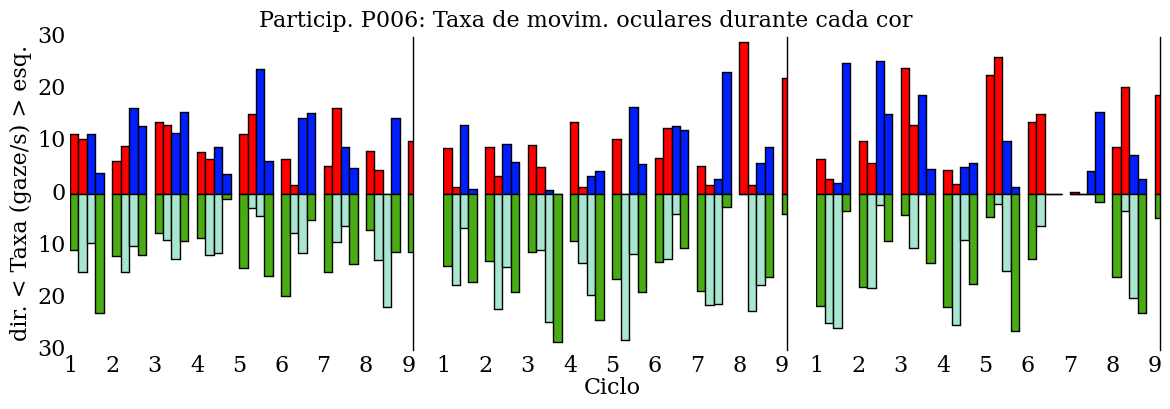 Particip. P006: Taxa de movim. oculares durante cada cor
dir. < Taxa (gaze/s) > esq.
30
20
10
0
10
20
30
1 2 3 4 5 6 7 8 9 1 2 3 4 5 6 7 8 9 1 2 3 4 5 6 7 8 9
Ciclo